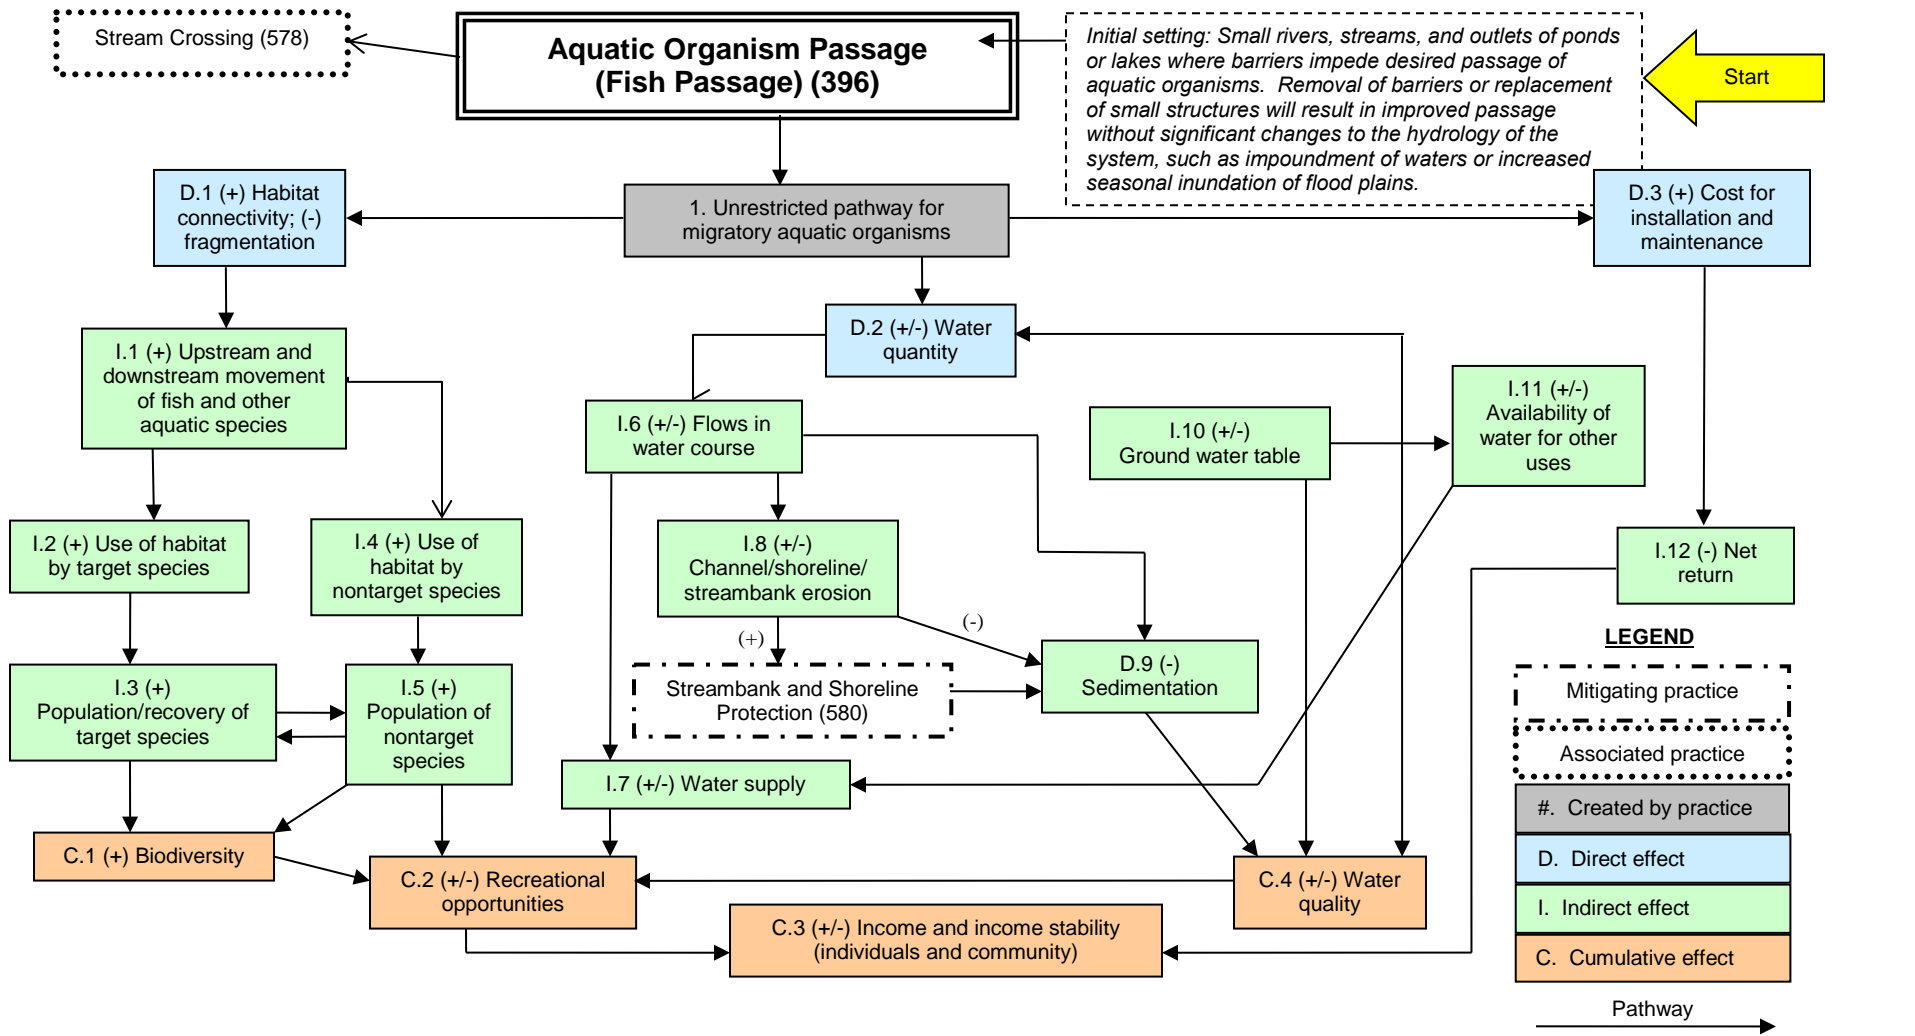 Stream Crossing (578)
Aquatic Organism Passage
(Fish Passage) (396)
Initial setting: Small rivers, streams, and outlets of ponds
or lakes where barriers impede desired passage of
aquatic organisms.  Removal of barriers or replacement
of small structures will result in improved passage
without significant changes to the hydrology of the
system, such as impoundment of waters or increased
seasonal inundation of flood plains.
Start
D.1 (+) Habitat
connectivity; (-)
fragmentation
1. Unrestricted pathway for
migratory aquatic organisms
D.3 (+) Cost for
installation and
maintenance
D.2 (+/-) Water
quantity
I.1 (+) Upstream and
downstream movement
of fish and other
aquatic species
I.6 (+/-) Flows in
water course
I.10 (+/-)
Ground water table
I.11 (+/-)
Availability of
water for other
uses
I.2 (+) Use of habitat
by target species
I.4 (+) Use of
habitat by
nontarget species
I.8 (+/-)
Channel/shoreline/
streambank erosion
I.12 (-) Net
return
(+)
(-)
I.3 (+)
Population/recovery of
target species
I.5 (+)
Population of
nontarget
species
Streambank and Shoreline
Protection (580)
D.9 (-)
Sedimentation
I.7 (+/-) Water supply
C.1 (+) Biodiversity
C.2 (+/-) Recreational
opportunities
C.4 (+/-) Water
quality
C.3 (+/-) Income and income stability
(individuals and community)
LEGEND
Mitigating practice
Associated practice
#.  Created by practice
D.  Direct effect
I.  Indirect effect
C.  Cumulative effect
Pathway